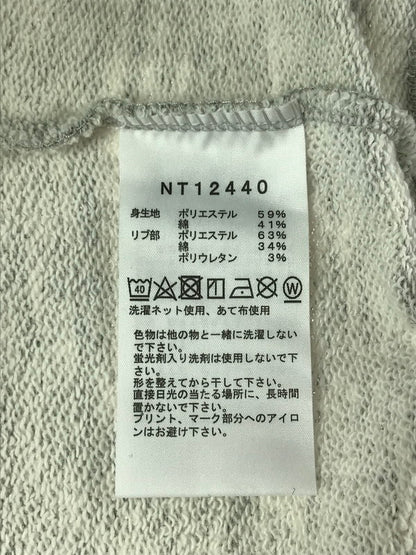 NT12440
身生地 ポリエステル 59%
綿 41%
リブ部 ポリエステル 63%
綿 34%
ポリウレタン 3%
40 W
洗濯ネット使用、あて布使用
色物は他の物と一緒に洗濯しない
で下さい。
蛍光剤入り洗剤は使用しないで下
さい。
形を整えてから干して下さい。
直接日光の当たる場所に、長時間
置かないで下さい。
プリント、マーク部分へのアイロ
ンはお避け下さい。